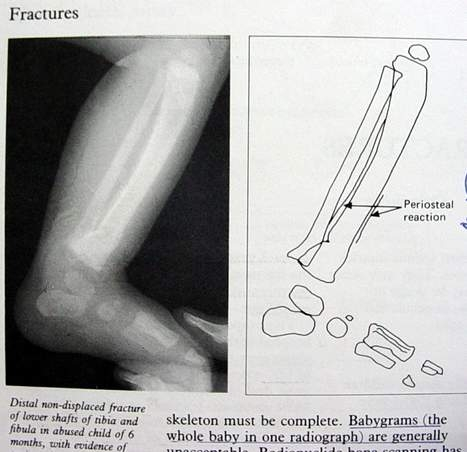 Fractures
Periosteal
reaction
Distal non-displaced fracture
of lower shafts of tibia and
fibula in abused child of 6
months, with evidence of
skeleton must be complete. Babygrams (the
whole baby in one radiograph) are generally
unacceptable. Radionuclide bone scanning has